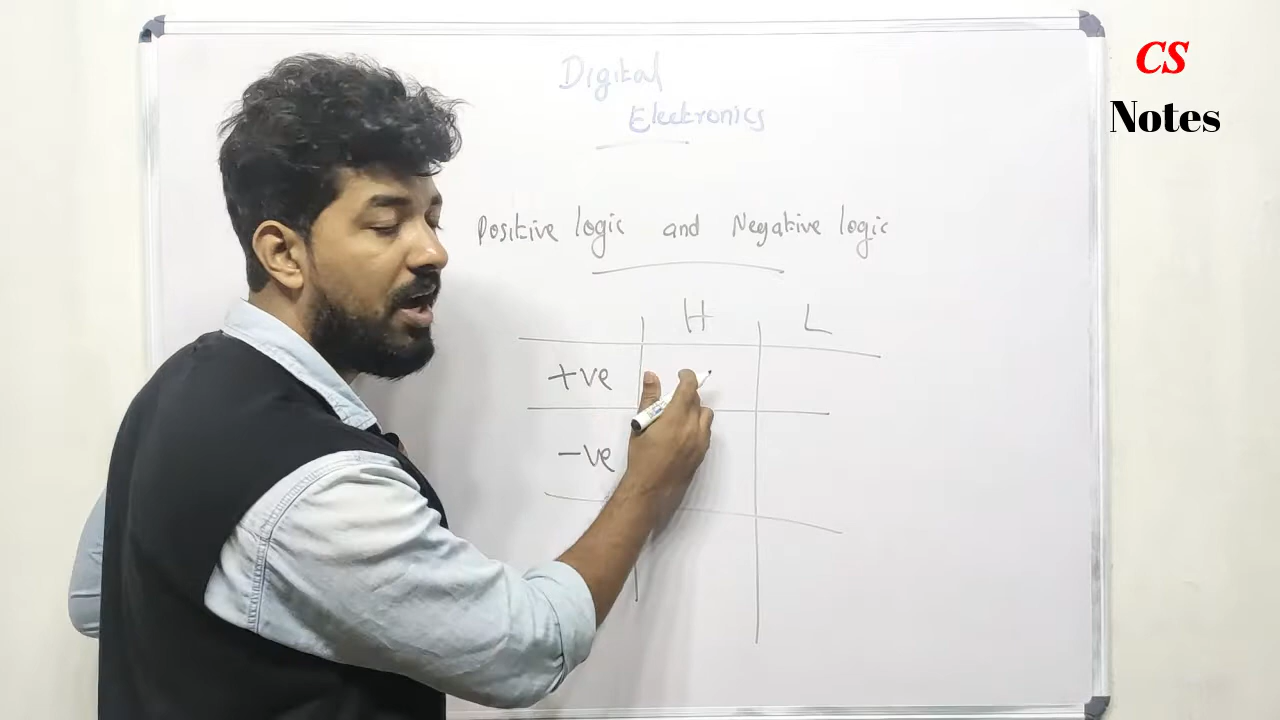 Digital
Electronics
Positive logic and Negative logic
H L
+ve
-ve
CS
Notes